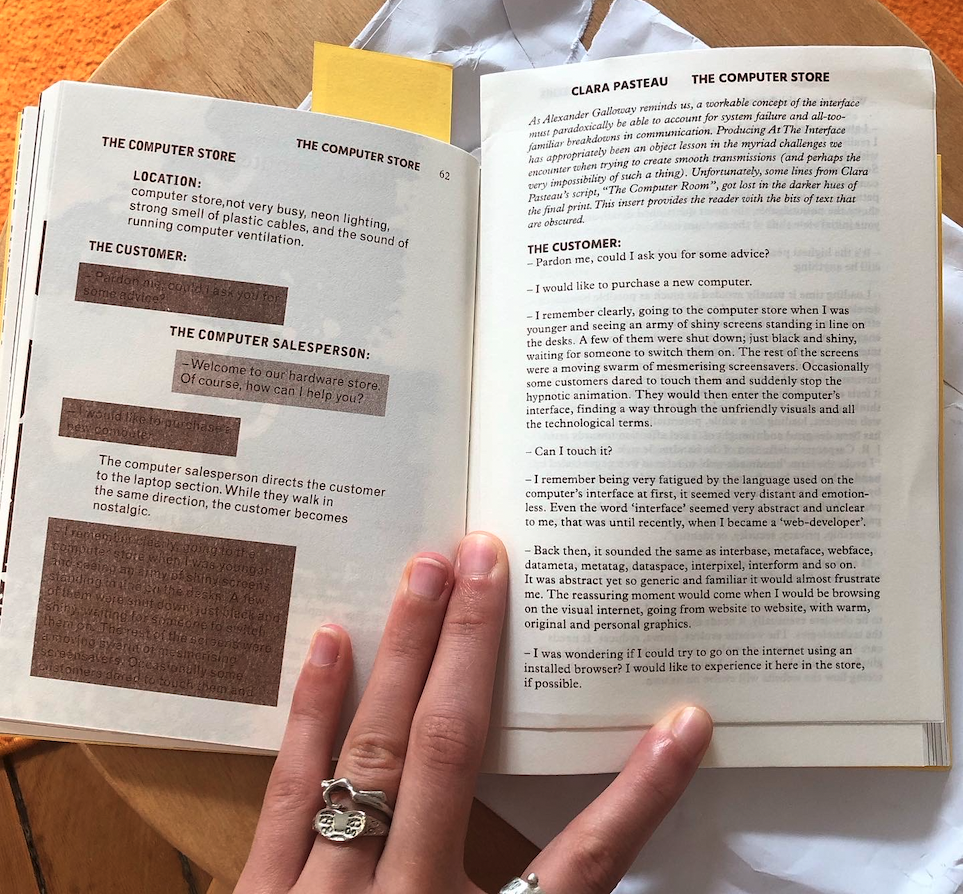 THE COMPUTER STORE
THE COMPUTER STORE
62
LOCATION:
computer store,not very busy, neon lighting,
strong smell of plastic cables, and the sound of
running computer ventilation.
THE CUSTOMER:
– Pardon me, could I ask you for
some advice?
THE COMPUTER SALESPERSON:
– Welcome to our hardware store.
Of course, how can I help you?
– I would like to purchase a
new computer.
The computer salesperson directs the customer
to the laptop section. While they walk in
the same direction, the customer becomes
nostalgic.
– I remember clearly, going to the
computer store when I was younger
and seeing an army of shiny screens
standing in line on the desks. A few
of them were shut down; just black and
shiny, waiting for someone to switch
them on. The rest of the screens were
a moving swarm of mesmerising
screensavers. Occasionally some
customers dared to touch them and
CLARA PASTEAU THE COMPUTER STORE
As Alexander Galloway reminds us, a workable concept of the interface
must paradoxically be able to account for system failure and all-too-
familiar breakdowns in communication. Producing At The Interface
has appropriately been an object lesson in the myriad challenges we
encounter when trying to create smooth transmissions (and perhaps the
very impossibility of such a thing). Unfortunately, some lines from Clara
Pasteau's script, "The Computer Room", got lost in the darker hues of
the final print. This insert provides the reader with the bits of text that
are obscured.
THE CUSTOMER:
– Pardon me, could I ask you for some advice?
– I would like to purchase a new computer.
– I remember clearly, going to the computer store when I was
younger and seeing an army of shiny screens standing in line on
the desks. A few of them were shut down; just black and shiny,
waiting for someone to switch them on. The rest of the screens
were a moving swarm of mesmerising screensavers. Occasionally
some customers dared to touch them and suddenly stop the
hypnotic animation. They would then enter the computer's
interface, finding a way through the unfriendly visuals and all
the technological terms.
– Can I touch it?
– I remember being very fatigued by the language used on the
computer's interface at first, it seemed very distant and emotion-
less. Even the word 'interface' seemed very abstract and unclear
to me, that was until recently, when I became a 'web-developer'.
– Back then, it sounded the same as interbase, metaface, webface,
datameta, metatag, dataspace, interpixel, interform and so on.
It was abstract yet so generic and familiar it would almost frustrate
me. The reassuring moment would come when I would be browsing
on the visual internet, going from website to website, with warm,
original and personal graphics.
– I was wondering if I could try to go on the internet using an
installed browser? I would like to experience it here in the store,
if possible.